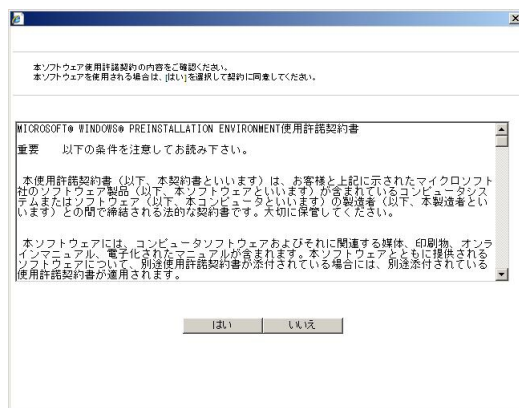 本ソフトウェア使用許諾契約の内容をご確認ください。
本ソフトウェアを使用される場合は、[はい]を選択して契約に同意してください。
MICROSOFT® WINDOWS® PREINSTALLATION ENVIRONMENT使用許諾契約書
重要　以下の条件を注意してお読み下さい。
本使用許諾契約書（以下、本契約書といいます）は、お客様と上記に示されたマイクロソフト
社のソフトウェア製品（以下、本ソフトウェアといいます）が含まれているコンピュータシス
テムまたはソフトウェア（以下、本コンピュータといいます）の製造者（以下、本製造者とい
います）との間で締結される法的な契約書です。大切に保管してください。
本ソフトウェアには、コンピュータソフトウェアおよびそれに関連する媒体、印刷物、オンラ
インマニュアル、電子化されたマニュアルが含まれます。本ソフトウェアとともに提供される
ソフトウェアについて、別途使用許諾契約書が添付されている場合には、別途添付されている
使用許諾契約書が適用されます。
はい
いいえ